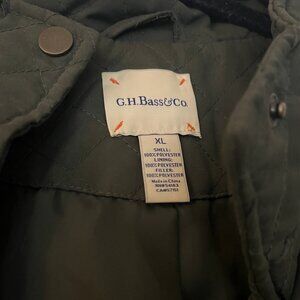 G.H.BASS&CO.
XL
SHELL:
100% POLYESTER
LINING:
100% POLYESTER
FILLER:
100% POLYESTER
Made in China